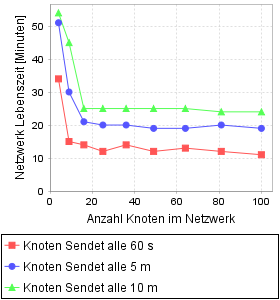 Netzwerk Lebenszeit [Minuten]
50
40
30
20
10
0
0 20 40 60 80 100
Anzahl Knoten im Netzwerk
Knoten Sendet alle 60 s
Knoten Sendet alle 5 m
Knoten Sendet alle 10 m